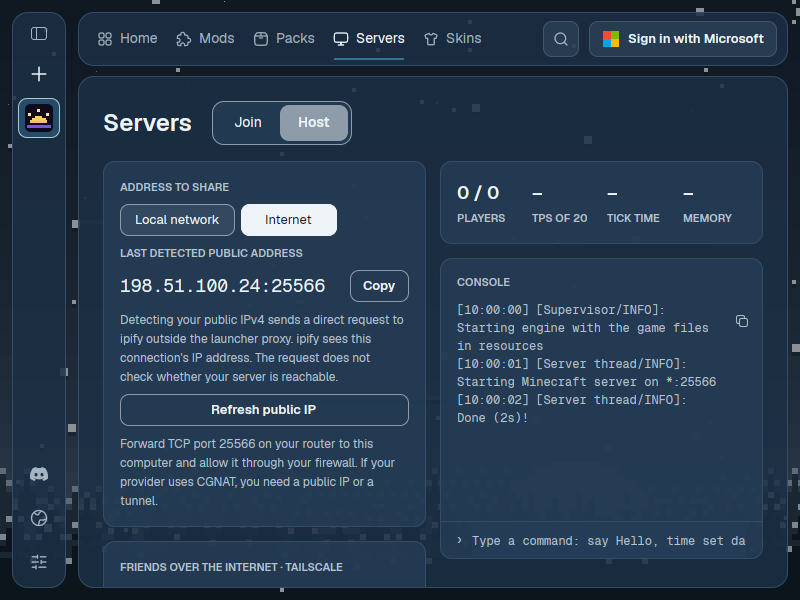 Home
Mods
Packs
Servers
Skins
Sign in with Microsoft
Servers
Join
Host
ADDRESS TO SHARE
Local network
Internet
LAST DETECTED PUBLIC ADDRESS
198.51.100.24:25566
Copy
Detecting your public IPv4 sends a direct request to
ipify outside the launcher proxy. ipify sees this
connection's IP address. The request does not
check whether your server is reachable.
Refresh public IP
Forward TCP port 25566 on your router to this
computer and allow it through your firewall. If your
provider uses CGNAT, you need a public IP or a
tunnel.
FRIENDS OVER THE INTERNET · TAILSCALE
0 / 0
PLAYERS
–
TPS OF 20
–
TICK TIME
–
MEMORY
CONSOLE
[10:00:00] [Supervisor/INFO]:
Starting engine with the game files
in resources
[10:00:01] [Server thread/INFO]:
Starting Minecraft server on *:25566
[10:00:02] [Server thread/INFO]:
Done (2s)!
› Type a command: say Hello, time set da